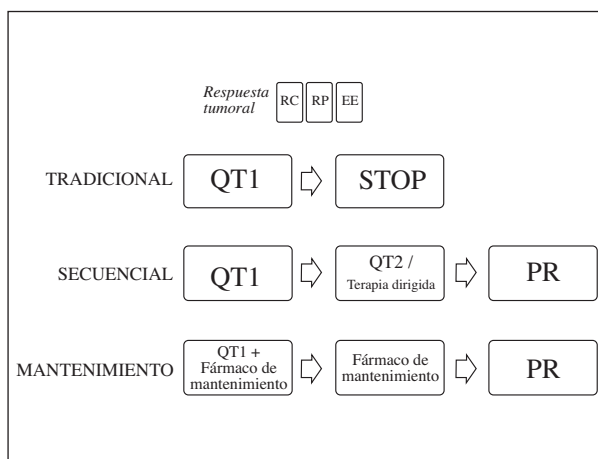 Respuesta
tumoral
RC RP EE
TRADICIONAL QT1 STOP
SECUENCIAL QT1 QT2 /
Terapia dirigida PR
MANTENIMIENTO QT1 +
Fármaco de
mantenimiento Fármaco de
mantenimiento PR